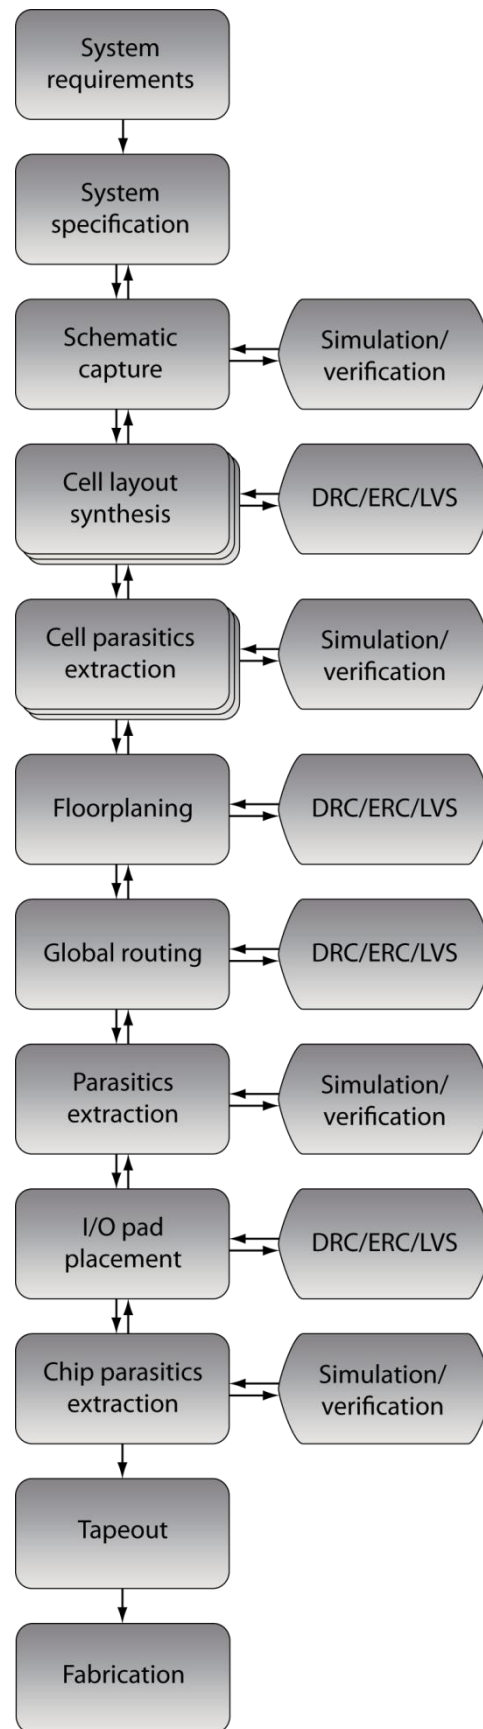 System
requirements
System
specification
Schematic
capture
Simulation/
verification
Cell layout
synthesis
DRC/ERC/LVS
Cell parasitics
extraction
Simulation/
verification
Floorplaning
DRC/ERC/LVS
Global routing
DRC/ERC/LVS
Parasitics
extraction
Simulation/
verification
I/O pad
placement
DRC/ERC/LVS
Chip parasitics
extraction
Simulation/
verification
Tapeout
Fabrication